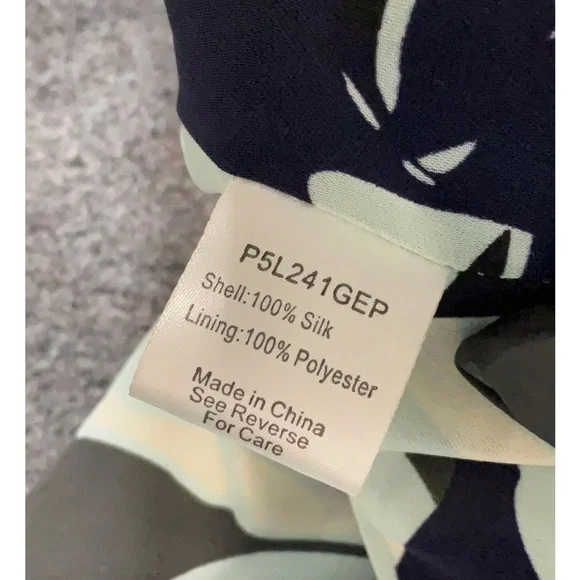 P5L241GEP
Shell:100% Silk
Lining:100% Polyester
Made in China
See Reverse
For Care